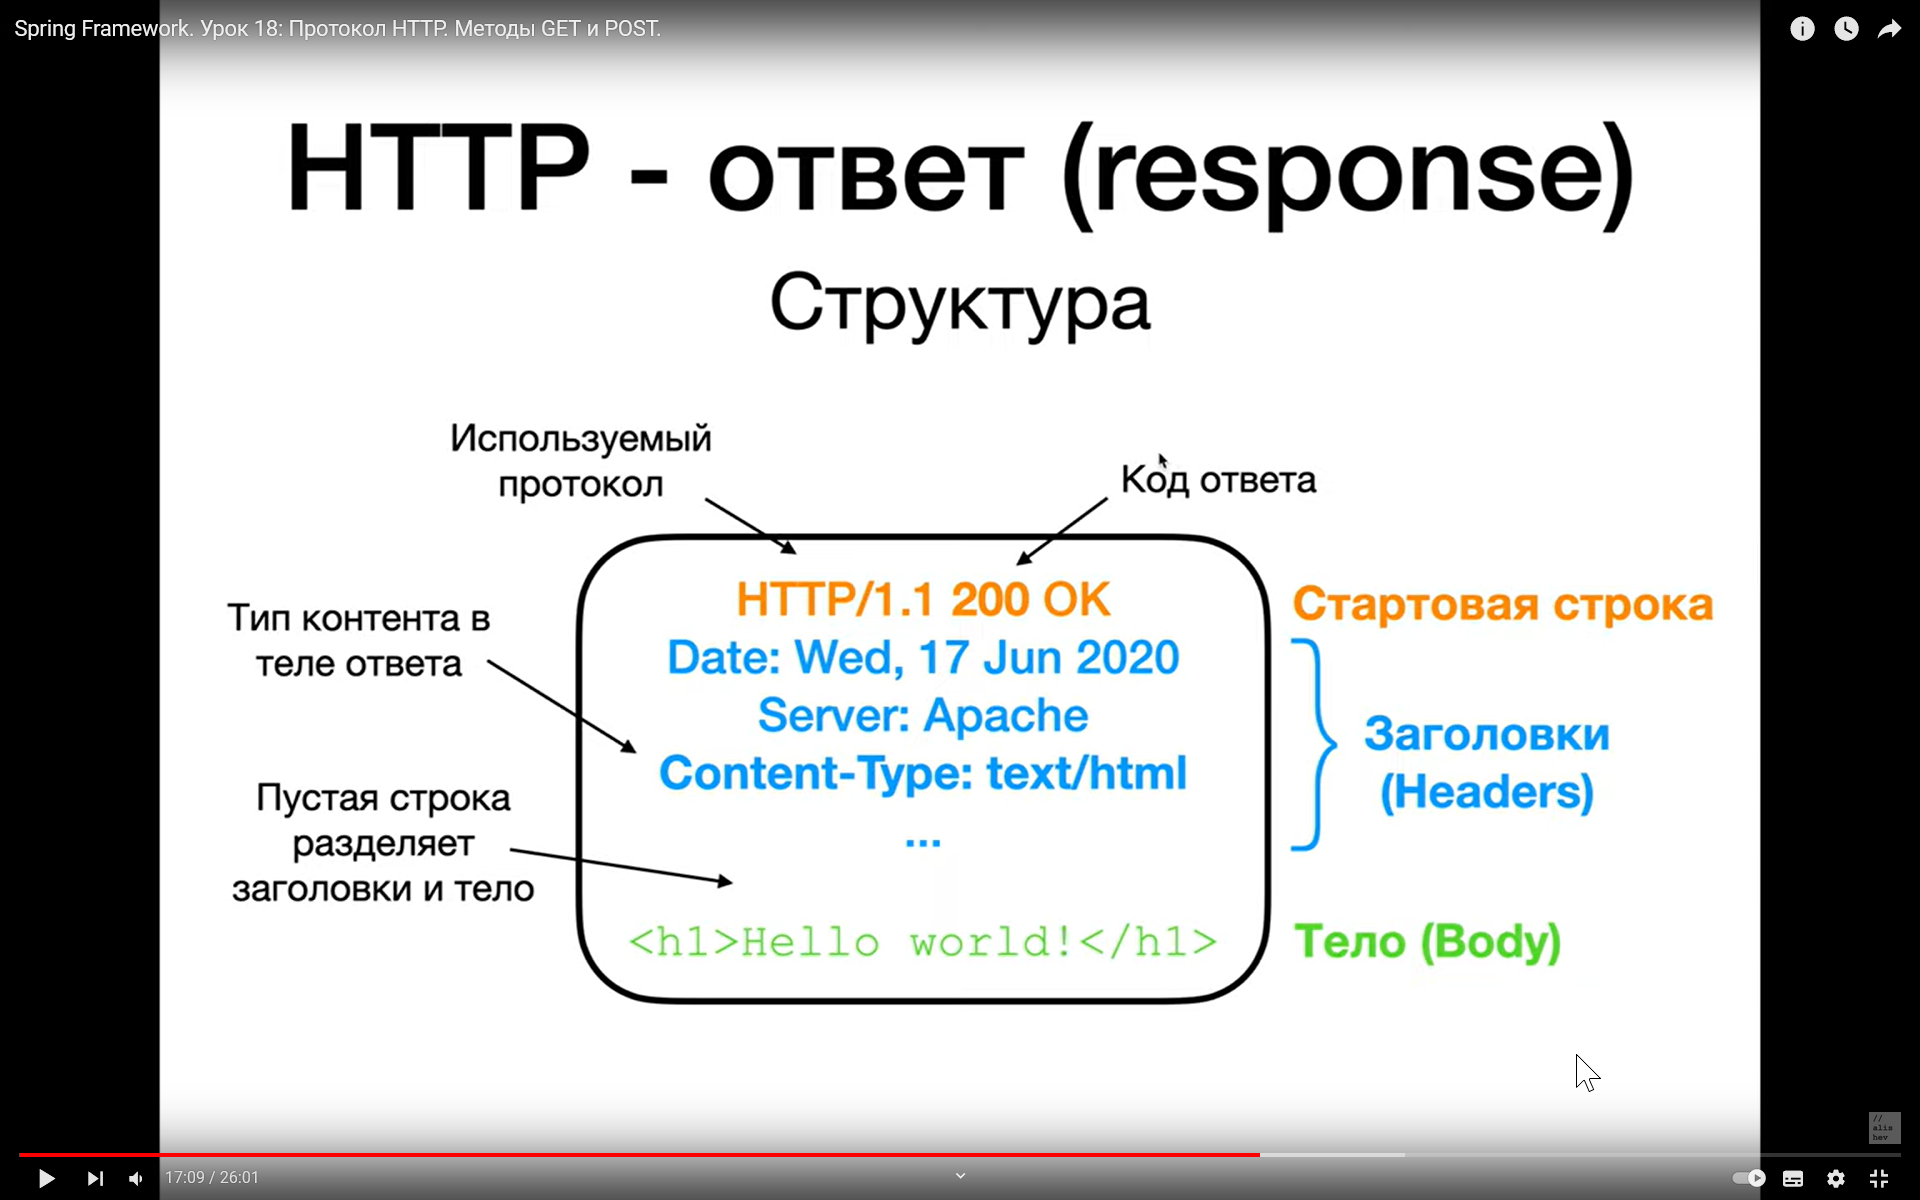 Spring Framework. Урок 18: Протокол HTTP. Методы GET и POST.
HTTP - ответ (response)
Структура
Используемый
протокол
Код ответа
HTTP/1.1 200 OK
Стартовая строка
Тип контента в
теле ответа
Date: Wed, 17 Jun 2020
Server: Apache
Content-Type: text/html
...
Заголовки
(Headers)
Пустая строка
разделяет
заголовки и тело
<h1>Hello world!</h1>
Тело (Body)
//
alis
hev
17:09 / 26:01